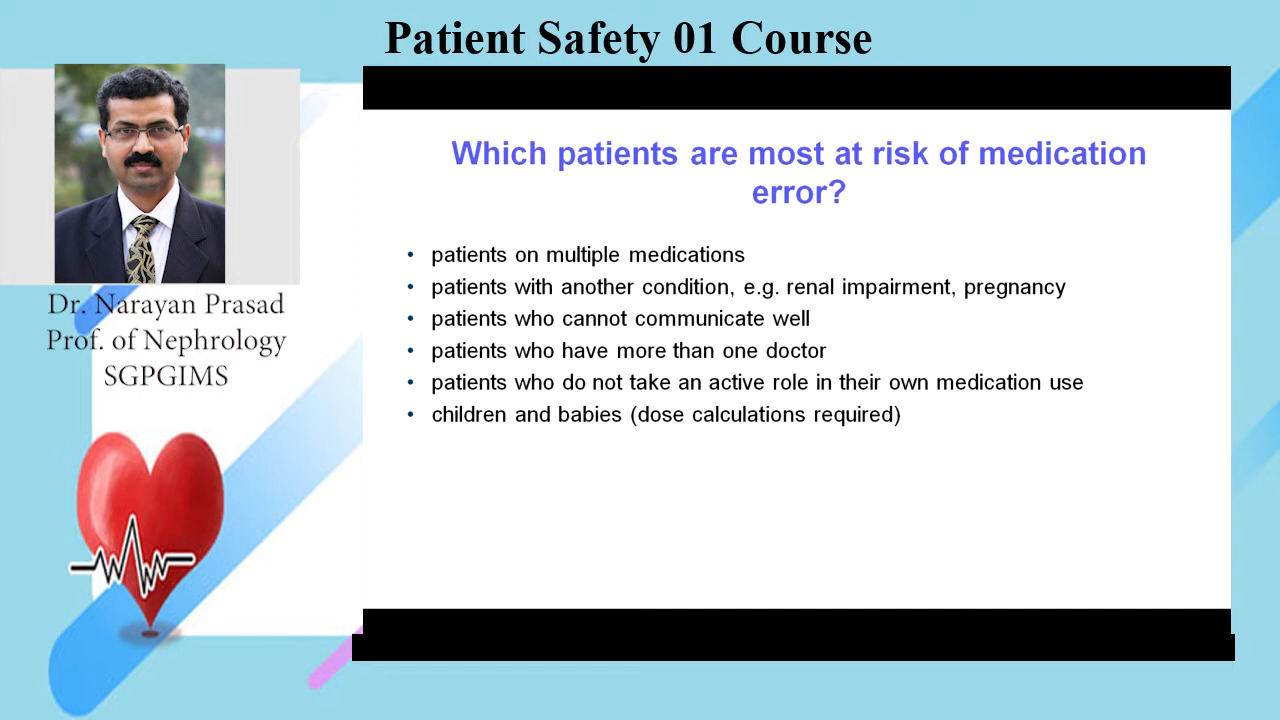 Patient Safety 01 Course
Dr. Narayan Prasad
Prof. of Nephrology
SGPGIMS
Which patients are most at risk of medication
error?
• patients on multiple medications
• patients with another condition, e.g. renal impairment, pregnancy
• patients who cannot communicate well
• patients who have more than one doctor
• patients who do not take an active role in their own medication use
• children and babies (dose calculations required)